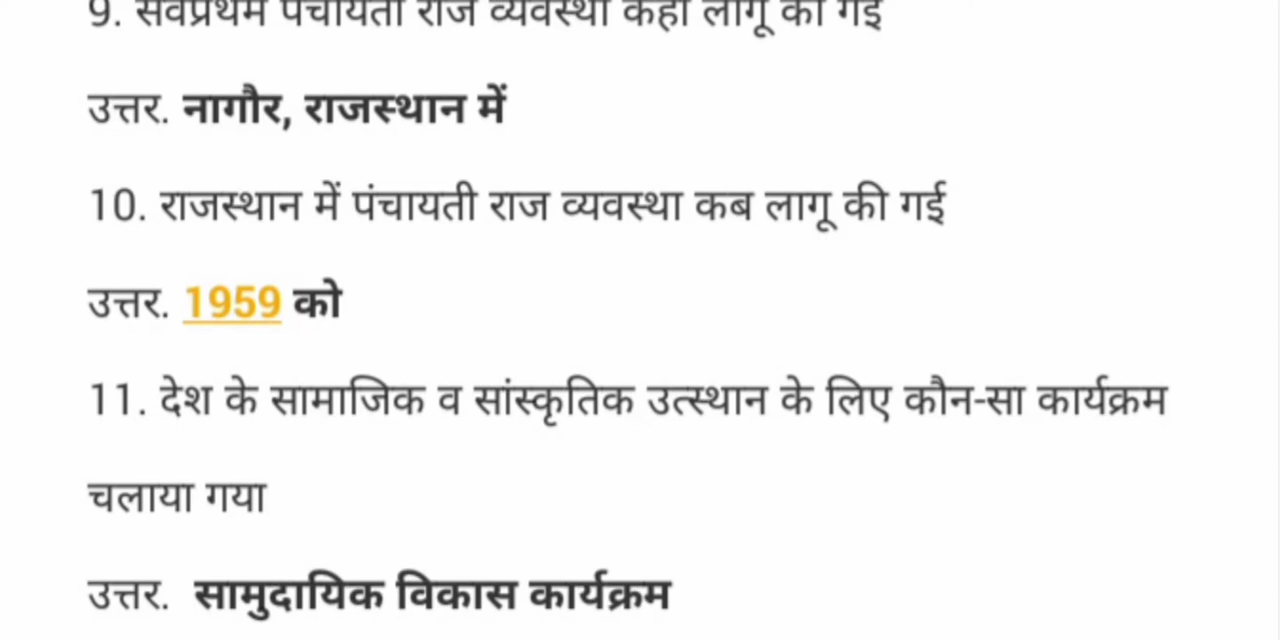 9. सर्वप्रथम पंचायती राज व्यवस्था कहाँ लागू की गई
उत्तर. नागौर, राजस्थान में
10. राजस्थान में पंचायती राज व्यवस्था कब लागू की गई
उत्तर. 1959 को
11. देश के सामाजिक व सांस्कृतिक उत्स्थान के लिए कौन-सा कार्यक्रम
चलाया गया
उत्तर. सामुदायिक विकास कार्यक्रम